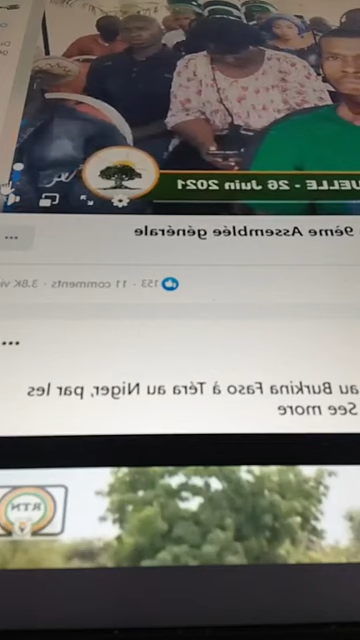 UELLE - 26 Juin 2021
9ème Assemblée générale
153 · 11 comments · 3.8K vi
au Burkina Faso à Téra au Niger, par les
See more
RTN